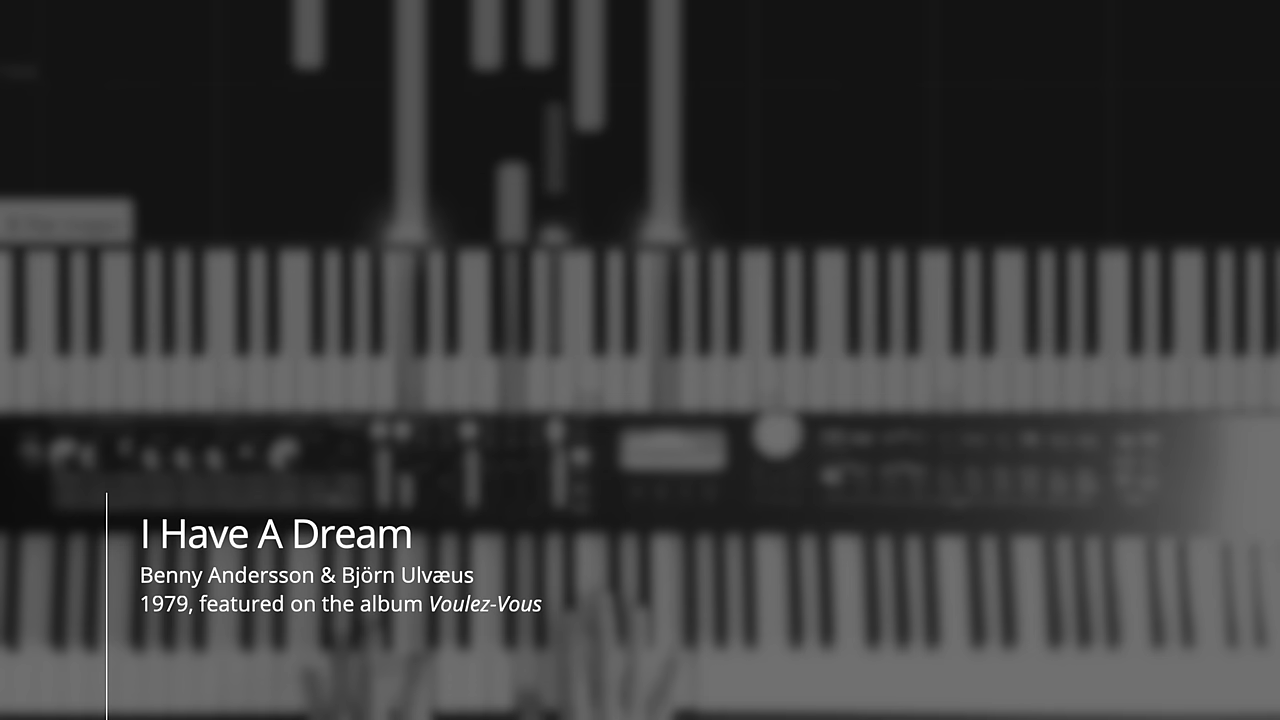 I Have A Dream
Benny Andersson & Björn Ulvæus
1979, featured on the album Voulez-Vous